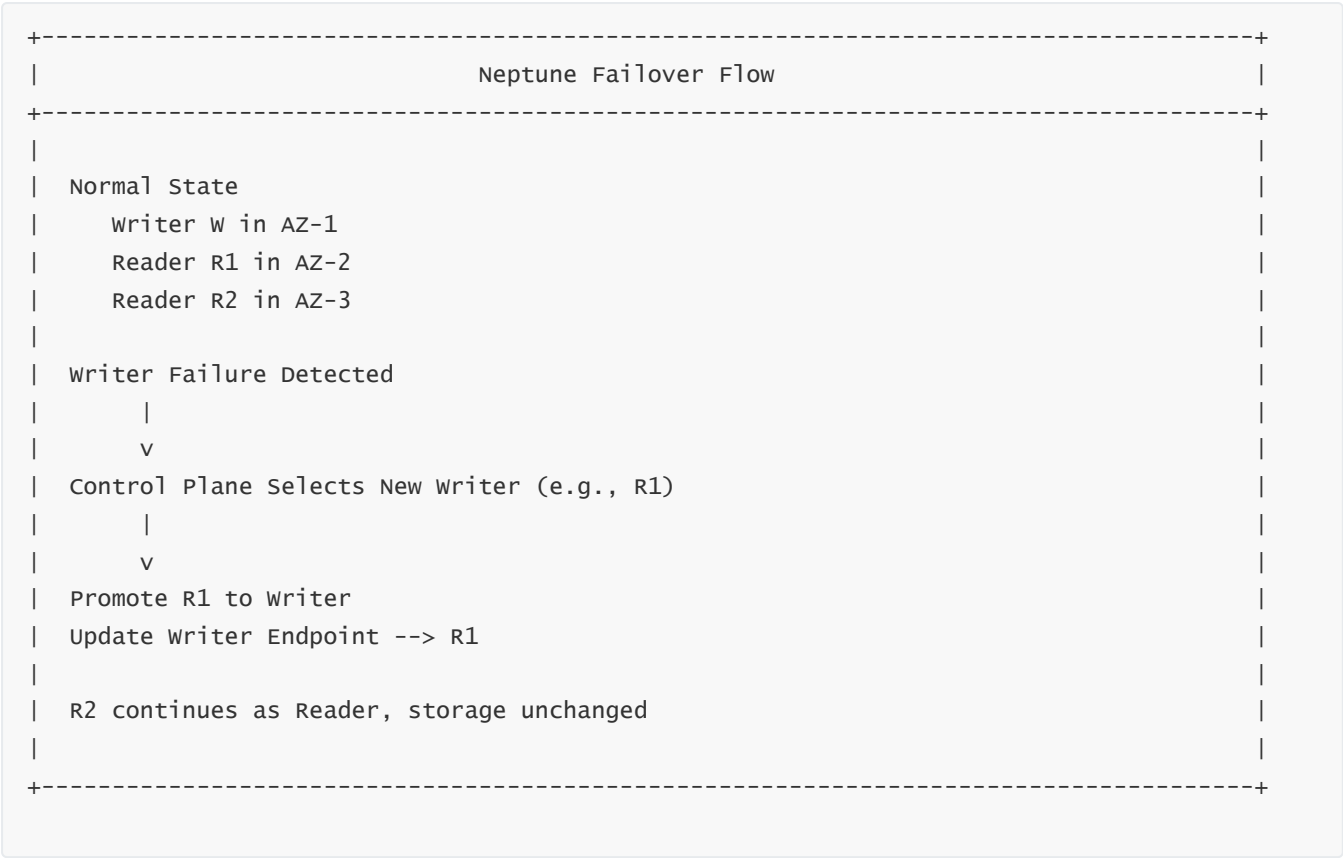 +--------------------------------------------------------------------------------------+
|                               Neptune Failover Flow                                  |
+--------------------------------------------------------------------------------------+
|                                                                                      |
|  Normal State                                                                        |
|     Writer W in AZ-1                                                                 |
|     Reader R1 in AZ-2                                                                |
|     Reader R2 in AZ-3                                                                |
|                                                                                      |
|  Writer Failure Detected                                                             |
|       |                                                                              |
|       v                                                                              |
|  Control Plane Selects New Writer (e.g., R1)                                         |
|       |                                                                              |
|       v                                                                              |
|  Promote R1 to Writer                                                                |
|  Update Writer Endpoint --> R1                                                       |
|                                                                                      |
|  R2 continues as Reader, storage unchanged                                           |
|                                                                                      |
+--------------------------------------------------------------------------------------+